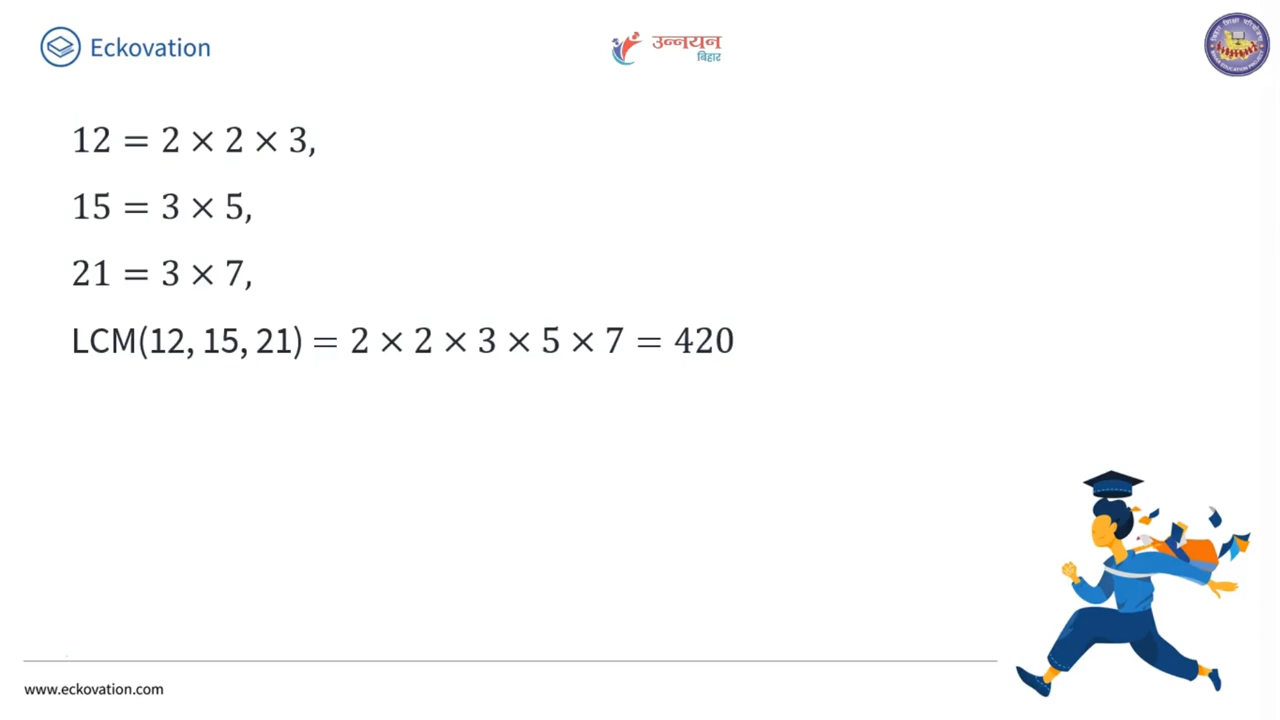 Eckovation
उन्नयन
बिहार
12 = 2 × 2 × 3,
15 = 3 × 5,
21 = 3 × 7,
LCM(12, 15, 21) = 2 × 2 × 3 × 5 × 7 = 420
www.eckovation.com